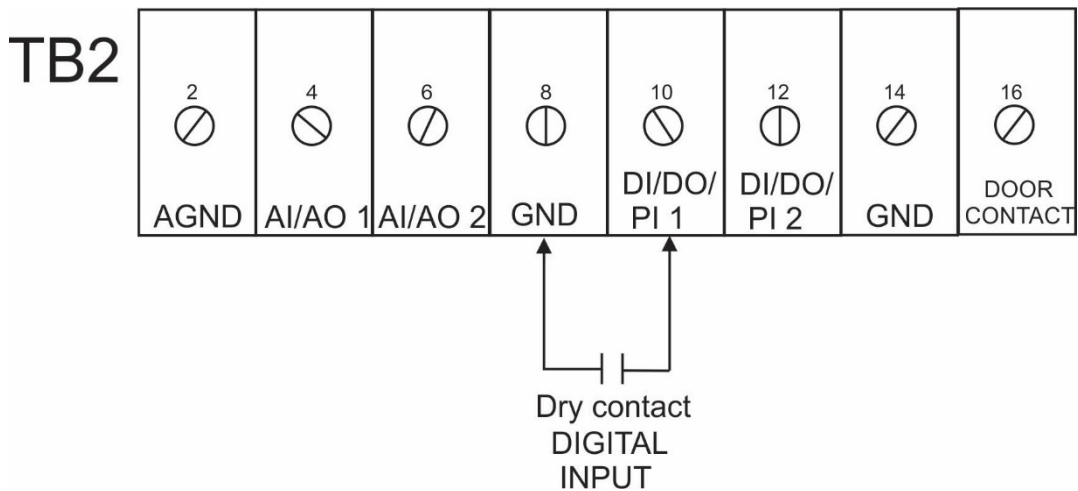 TB2
2 4 6 8 10 12 14 16
AGND
AI/AO 1
AI/AO 2
GND
DI/DO/
PI 1
DI/DO/
PI 2
GND
DOOR
CONTACT
Dry contact
DIGITAL
INPUT